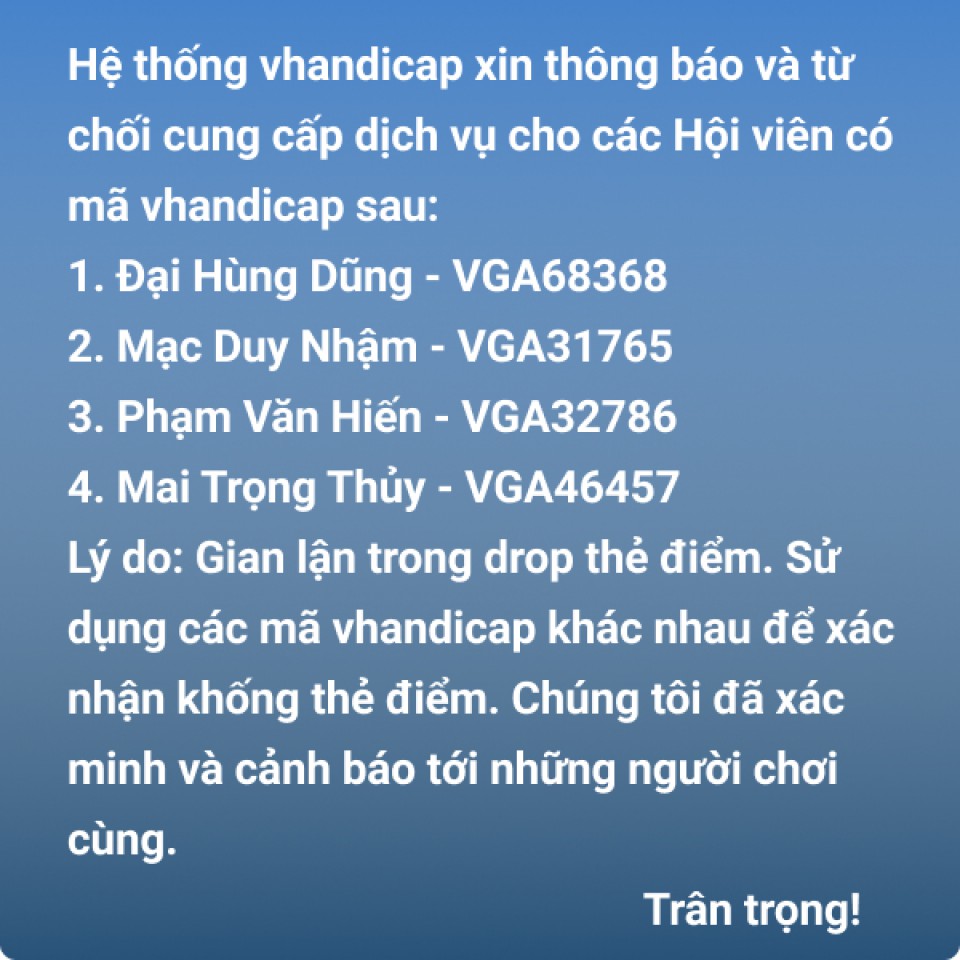 Hệ thống vhandicap xin thông báo và từ
chối cung cấp dịch vụ cho các Hội viên có
mã vhandicap sau:
1. Đại Hùng Dũng - VGA68368
2. Mạc Duy Nhậm - VGA31765
3. Phạm Văn Hiến - VGA32786
4. Mai Trọng Thủy - VGA46457
Lý do: Gian lận trong drop thẻ điểm. Sử
dụng các mã vhandicap khác nhau để xác
nhận khống thẻ điểm. Chúng tôi đã xác
minh và cảnh báo tới những người chơi
cùng.
Trân trọng!